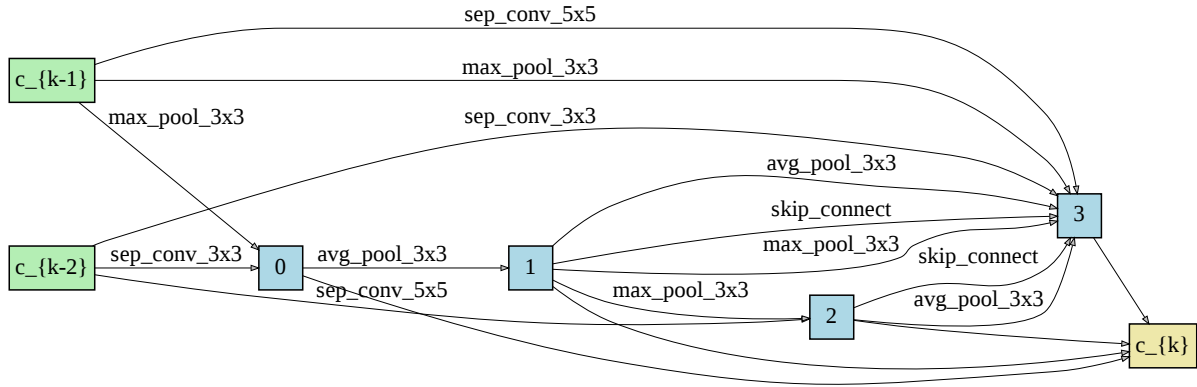 sep_conv_5x5
c_{k-1}
max_pool_3x3
max_pool_3x3
sep_conv_3x3
avg_pool_3x3
skip_connect
3
max_pool_3x3
c_{k-2}
sep_conv_3x3
0
avg_pool_3x3
1
skip_connect
sep_conv_5x5
max_pool_3x3
avg_pool_3x3
2
c_{k}